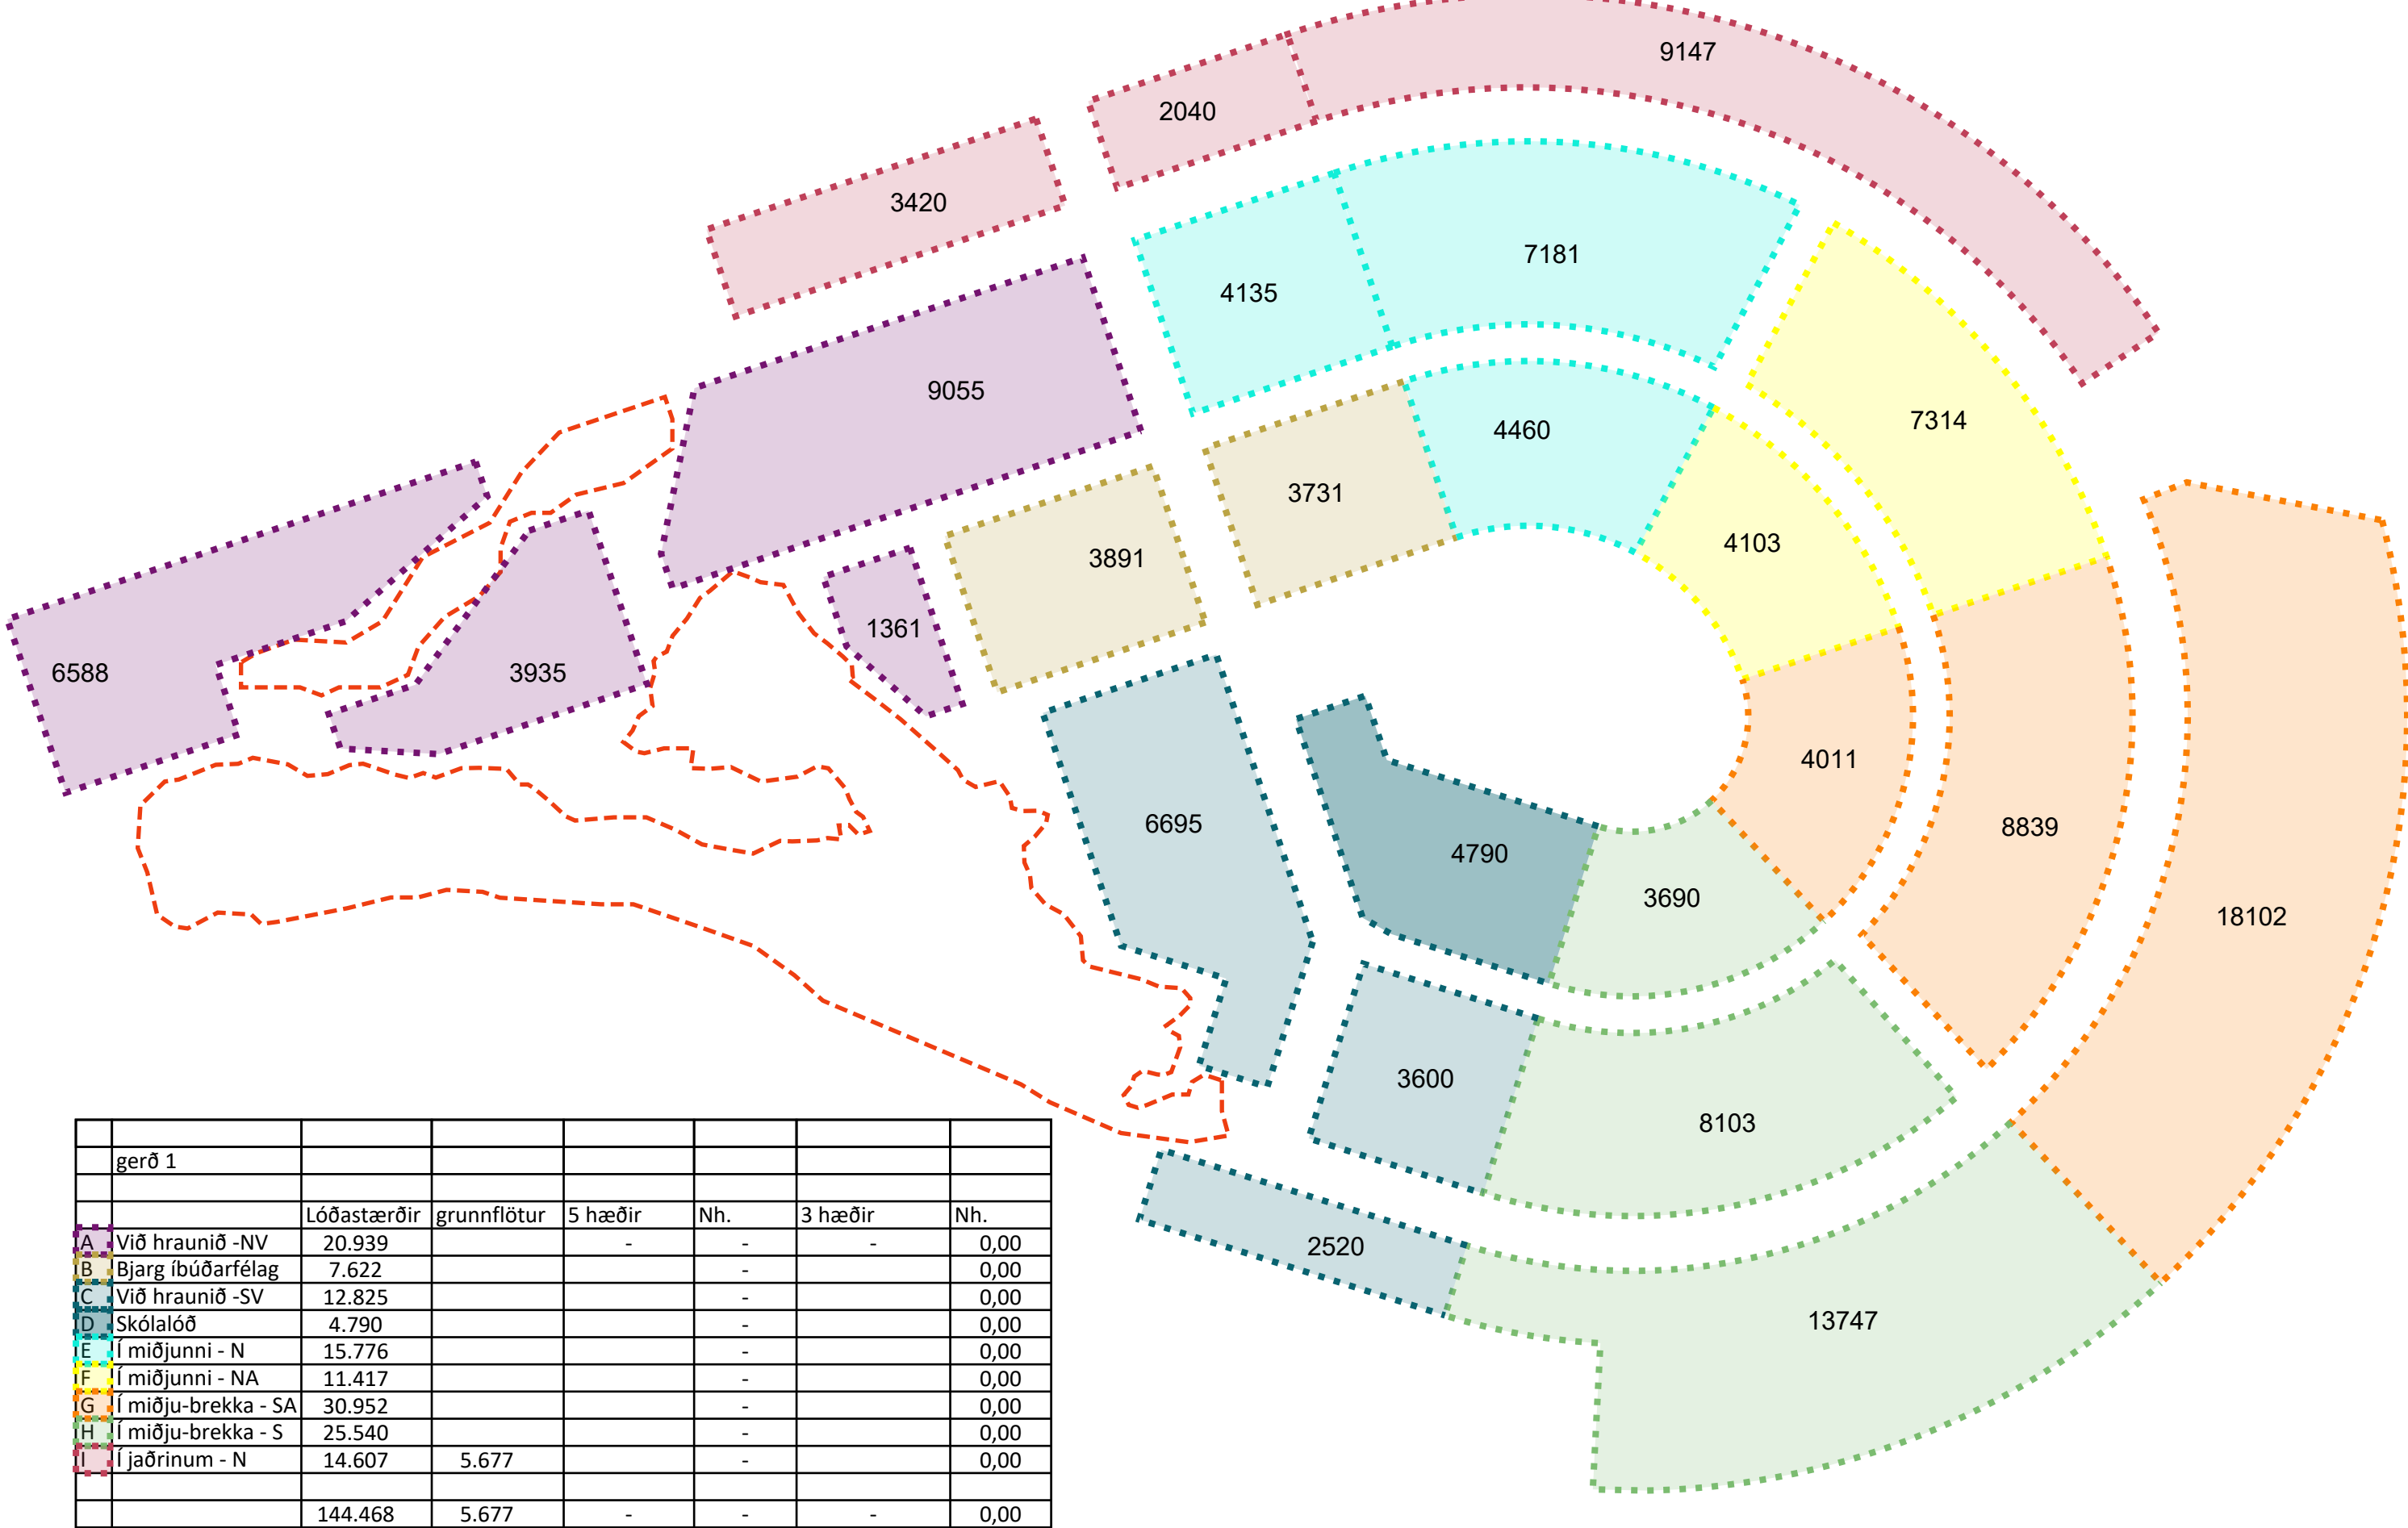 9147
2040
3420
7181
4135
9055
7314
4460
3731
4103
3891
1361
6588
3935
4011
6695
8839
4790
3690
18102
3600
8103
2520
13747
gerð 1
Lóðastærðir grunnflötur 5 hæðir Nh. 3 hæðir Nh.
A Við hraunið -NV 20.939 - - - 0,00
B Bjarg íbúðarfélag 7.622 - 0,00
C Við hraunið -SV 12.825 - 0,00
D Skólalóð 4.790 - 0,00
E Í miðjunni - N 15.776 - 0,00
F Í miðjunni - NA 11.417 - 0,00
G Í miðju-brekka - SA 30.952 - 0,00
H Í miðju-brekka - S 25.540 - 0,00
I Í jaðrinum - N 14.607 5.677 - 0,00
144.468 5.677 - - - 0,00